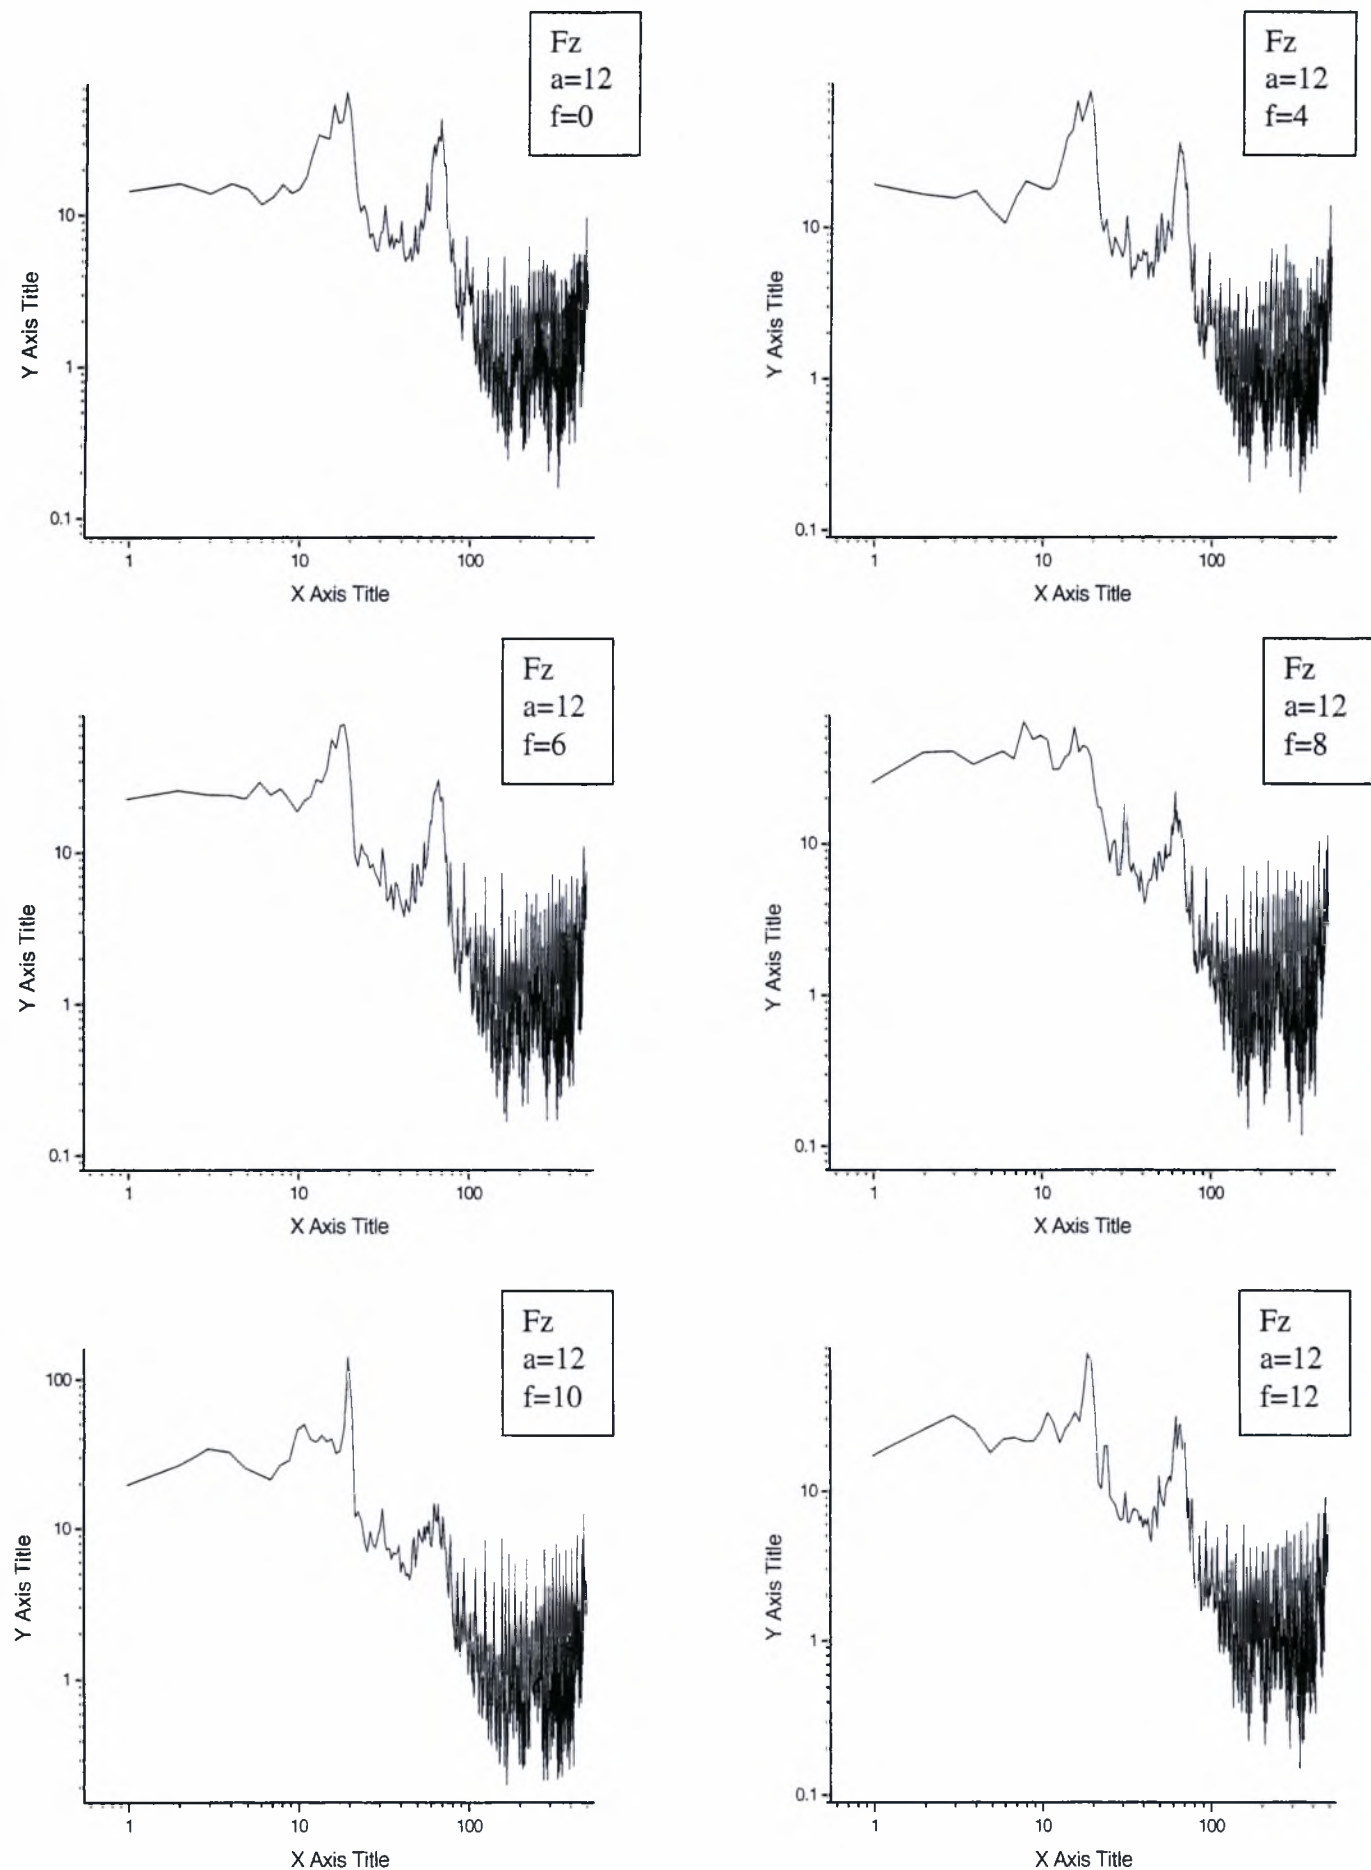 Fz
a=12
f=0
10
1
0.1
Y Axis Title
1 10 100
X Axis Title
Fz
a=12
f=4
10
1
0.1
Y Axis Title
1 10 100
X Axis Title
Fz
a=12
f=6
10
1
0.1
Y Axis Title
1 10 100
X Axis Title
Fz
a=12
f=8
10
1
0.1
Y Axis Title
1 10 100
X Axis Title
Fz
a=12
f=10
100
10
1
Y Axis Title
1 10 100
X Axis Title
Fz
a=12
f=12
10
1
0.1
Y Axis Title
1 10 100
X Axis Title